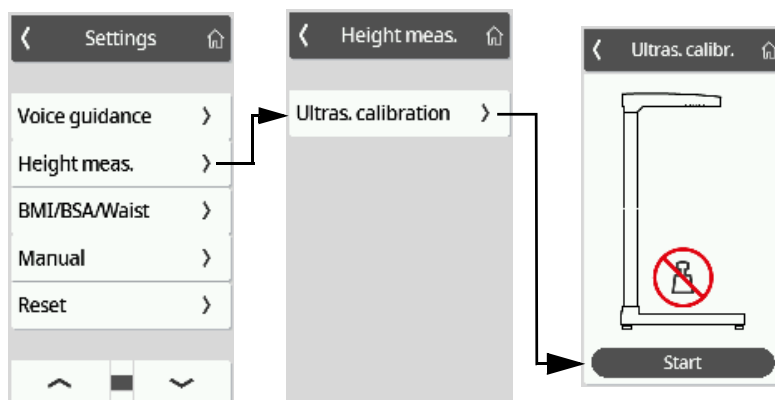 Settings
Voice guidance
Height meas.
BMI/BSA/Waist
Manual
Reset
Height meas.
Ultras. calibration
Ultras. calibr.
Start